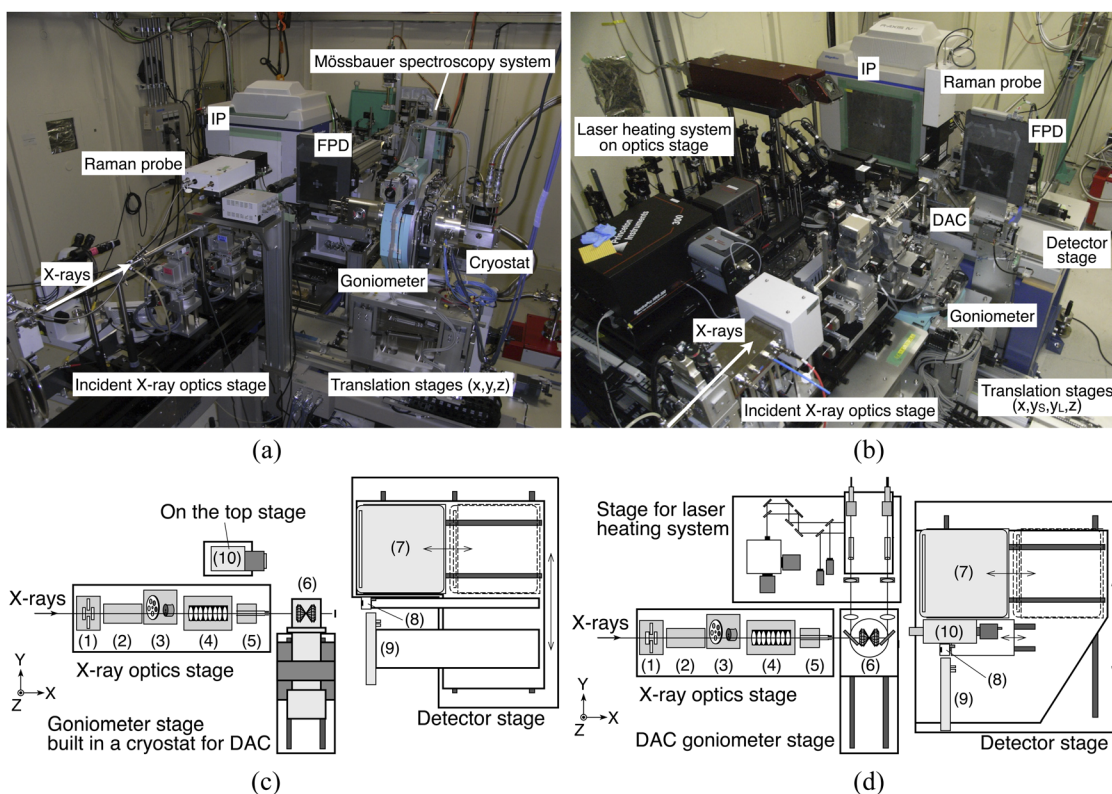 Mössbauer spectroscopy system
IP
FPD
Raman probe
X-rays
Goniometer
Cryostat
Incident X-ray optics stage
Translation stages (x,y,z)
(a)
IP
Raman probe
FPD
Laser heating system
on optics stage
DAC
Detector
stage
Goniometer
X-rays
Incident X-ray optics stage
Translation stages
(x,yS,yL,z)
300
(b)
On the top stage
(10)
(7)
(6)
X-rays
(1)
(2)
(3)
(4)
(5)
(8)
(9)
X-ray optics stage
Y
Z
X
Goniometer stage
built in a cryostat for DAC
Detector stage
(c)
Stage for laser
heating system
(7)
(10)
X-rays
(1)
(2)
(3)
(4)
(5)
(6)
(8)
(9)
X-ray optics stage
Y
Z
X
DAC goniometer stage
Detector stage
(d)